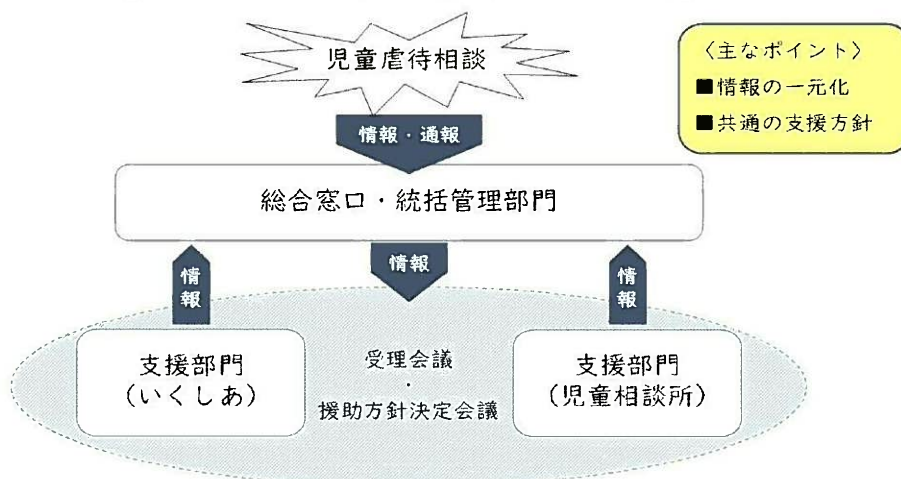 児童虐待相談
〈主なポイント〉
■情報の一元化
■共通の支援方針
情報・通報
総合窓口・統括管理部門
情報
情報
情報
支援部門
(いくしあ)
受理会議
・
援助方針決定会議
支援部門
(児童相談所)